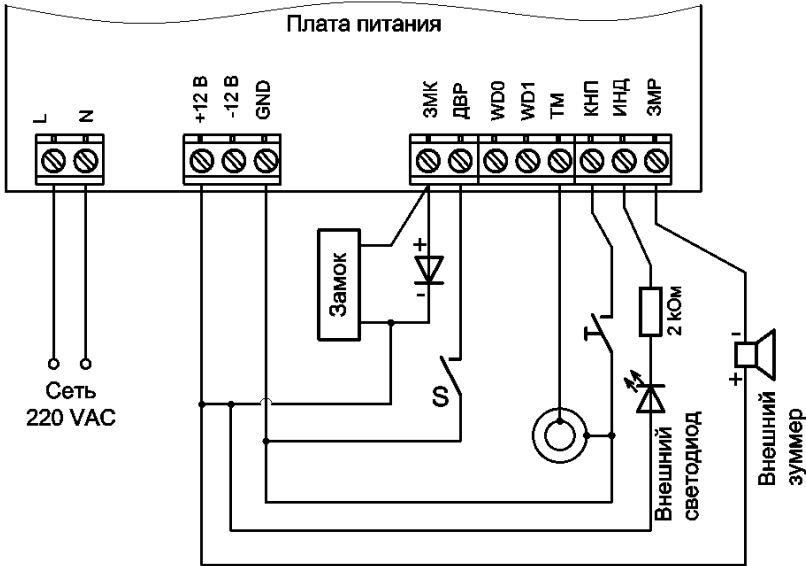 Плата питания
L
N
+12 В
-12 В
GND
ЗМК
ДВР
WD0
WD1
ТМ
КНП
ИНД
ЗМР
Замок
+
-
S
2 кОм
-
+
Сеть
220 VAC
Внешний
светодиод
Внешний
зуммер